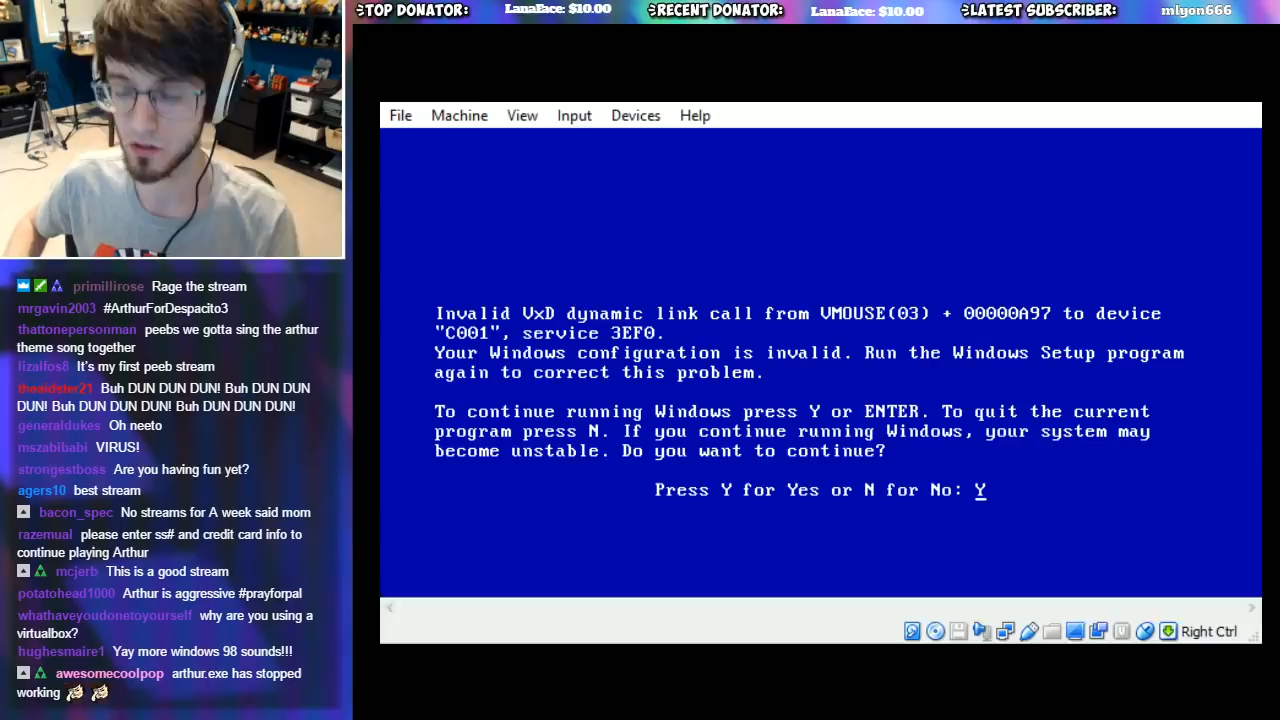 TOP DONATOR: LanaFace: $10.00 RECENT DONATOR: LanaFace: $10.00 LATEST SUBSCRIBER: mlyon666
File Machine View Input Devices Help
Invalid VxD dynamic link call from VMOUSE(03) + 00000A97 to device
"C001", service 3EF0.
Your Windows configuration is invalid. Run the Windows Setup program
again to correct this problem.
To continue running Windows press Y or ENTER. To quit the current
program press N. If you continue running Windows, your system may
become unstable. Do you want to continue?
Press Y for Yes or N for No: Y
Right Ctrl
primillirose Rage the stream
mrgavin2003 #ArthurForDespacito3
thattonepersonman peebs we gotta sing the arthur
theme song together
lizalfos8 It's my first peeb stream
thesidster21 Buh DUN DUN DUN! Buh DUN DUN
DUN! Buh DUN DUN DUN! Buh DUN DUN DUN!
generaldukes Oh neeto
mszabibabi VIRUS!
strongestboss Are you having fun yet?
agers10 best stream
bacon_spec No streams for A week said mom
razemual please enter ss# and credit card info to
continue playing Arthur
mcjerb This is a good stream
potatohead1000 Arthur is aggressive #prayforpal
whathaveyoudonetoyourself why are you using a
virtualbox?
hughesmaire1 Yay more windows 98 sounds!!!
awesomecoolpop arthur.exe has stopped
working